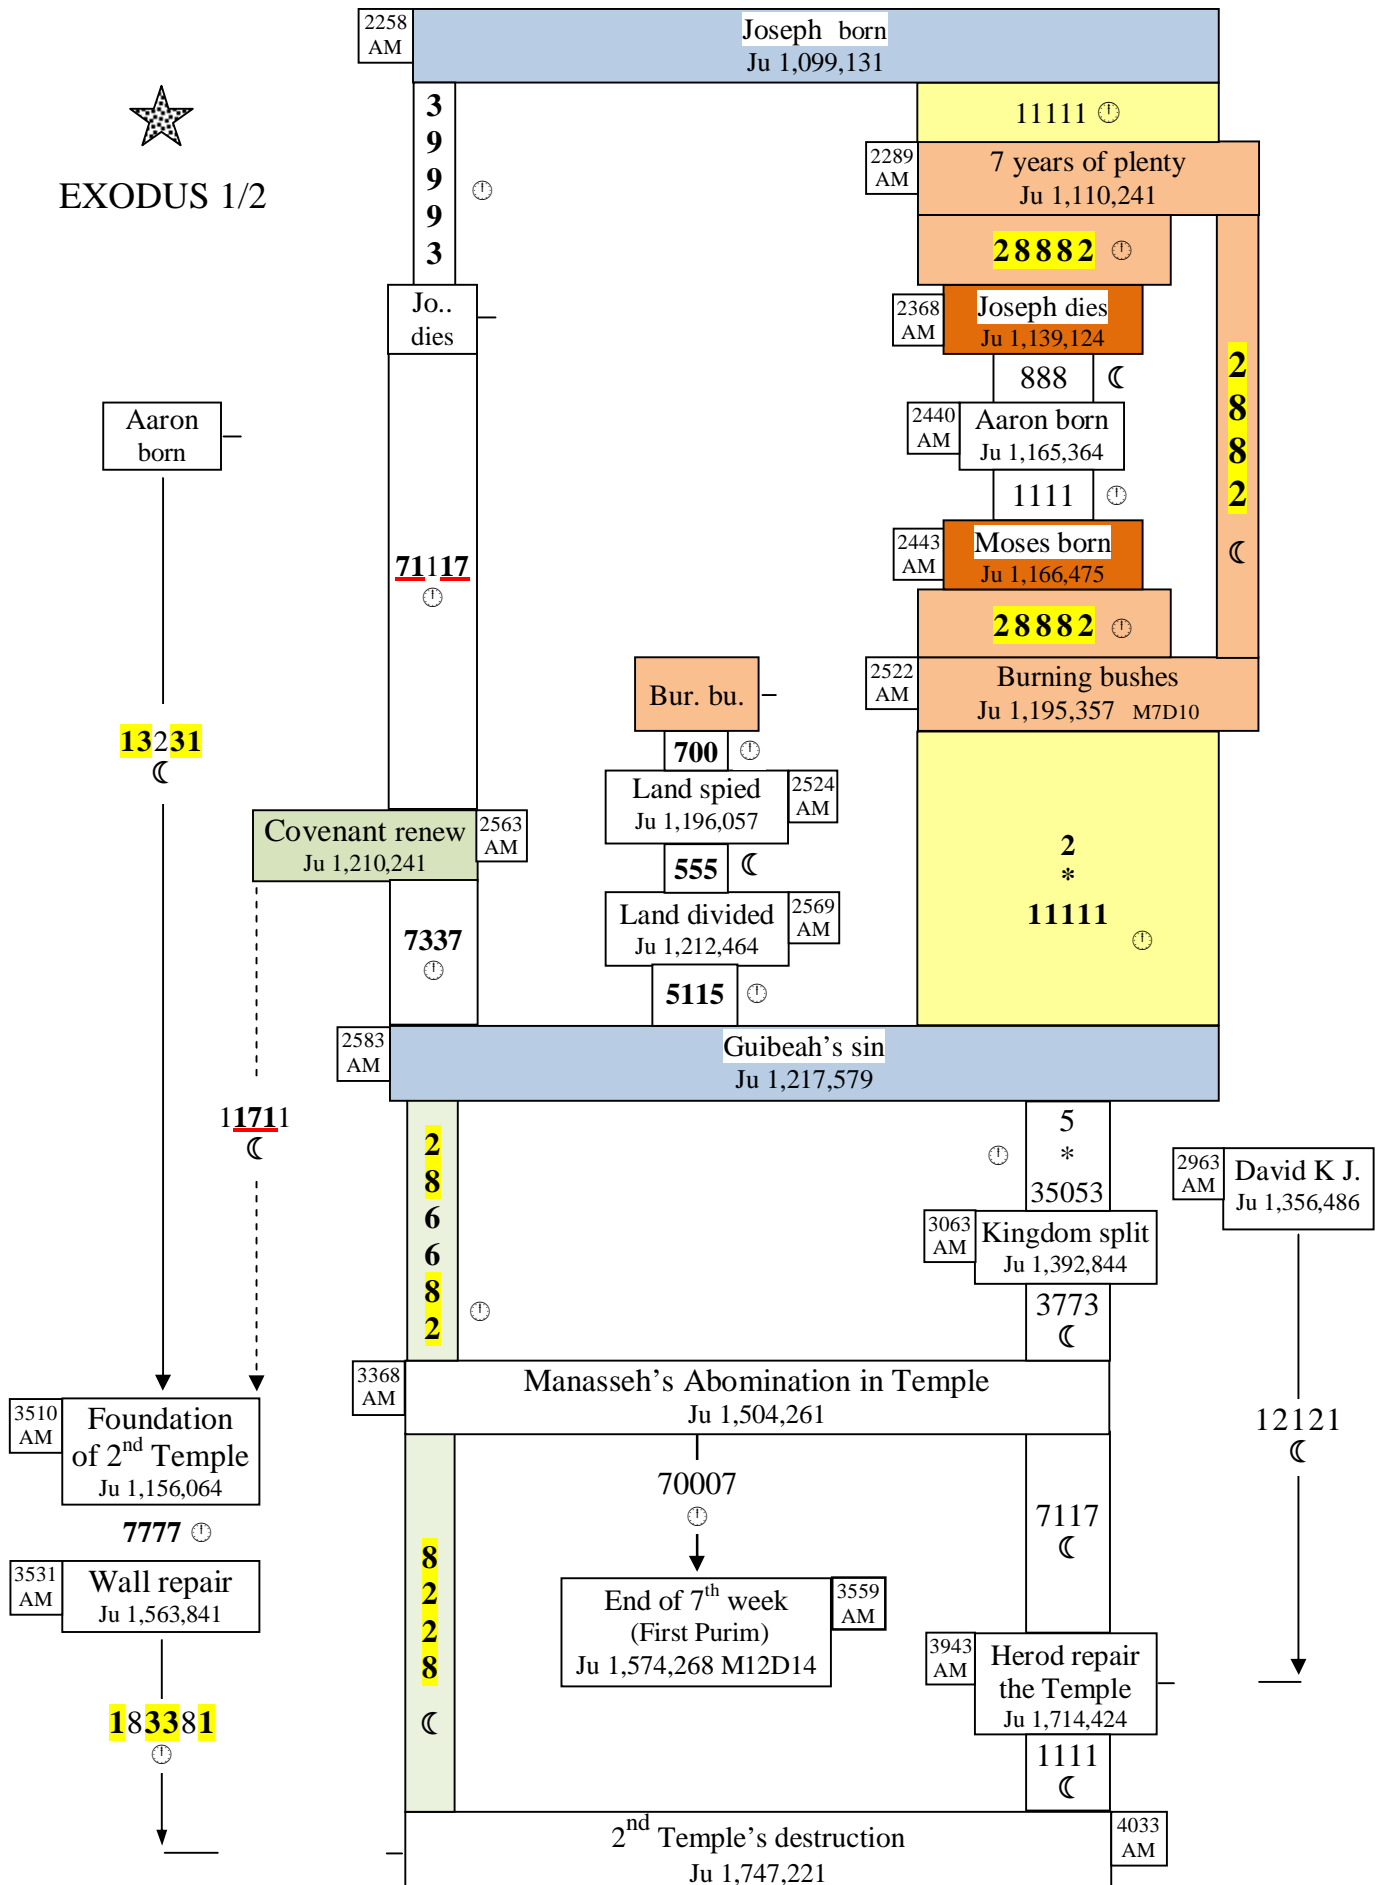 2258
AM
Joseph born
Ju 1,099,131
EXODUS 1/2
3
9
9
9
3
11111
2289
AM
7 years of plenty
Ju 1,110,241
28882
Jo..
dies
2368
AM
Joseph dies
Ju 1,139,124
2
8
8
2
888
Aaron
born
2440
AM
Aaron born
Ju 1,165,364
1111
2443
AM
Moses born
Ju 1,166,475
71117
28882
Bur. bu.
2522
AM
Burning bushes
Ju 1,195,357 M7D10
13231
700
Land spied
Ju 1,196,057
2524
AM
Covenant renew
Ju 1,210,241
2563
AM
555
2
*
11111
Land divided
Ju 1,212,464
2569
AM
7337
5115
2583
AM
Guibeah's sin
Ju 1,217,579
11711
2
8
6
6
8
2
5
*
35053
2963
AM
David K J.
Ju 1,356,486
3063
AM
Kingdom split
Ju 1,392,844
3773
3368
AM
Manasseh's Abomination in Temple
Ju 1,504,261
3510
AM
Foundation
of 2nd Temple
Ju 1,156,064
12121
70007
7117
7777
3531
AM
Wall repair
Ju 1,563,841
8
2
2
8
End of 7th week
(First Purim)
Ju 1,574,268 M12D14
3559
AM
3943
AM
Herod repair
the Temple
Ju 1,714,424
183381
1111
2nd Temple's destruction
Ju 1,747,221
4033
AM